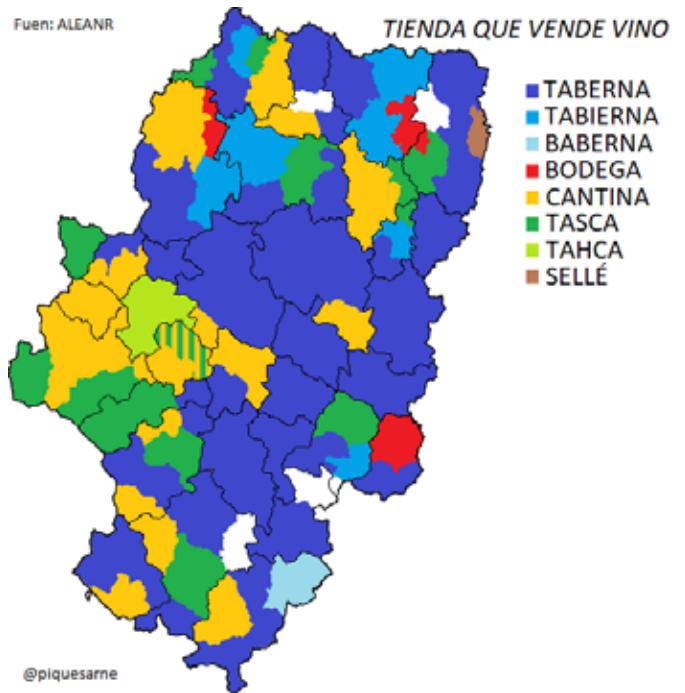 Fuen: ALEANR
TIENDA QUE VENDE VINO
TABERNA
TABIERNA
BABERNA
BODEGA
CANTINA
TASCA
TAHCA
SELLÉ
@piquesarne